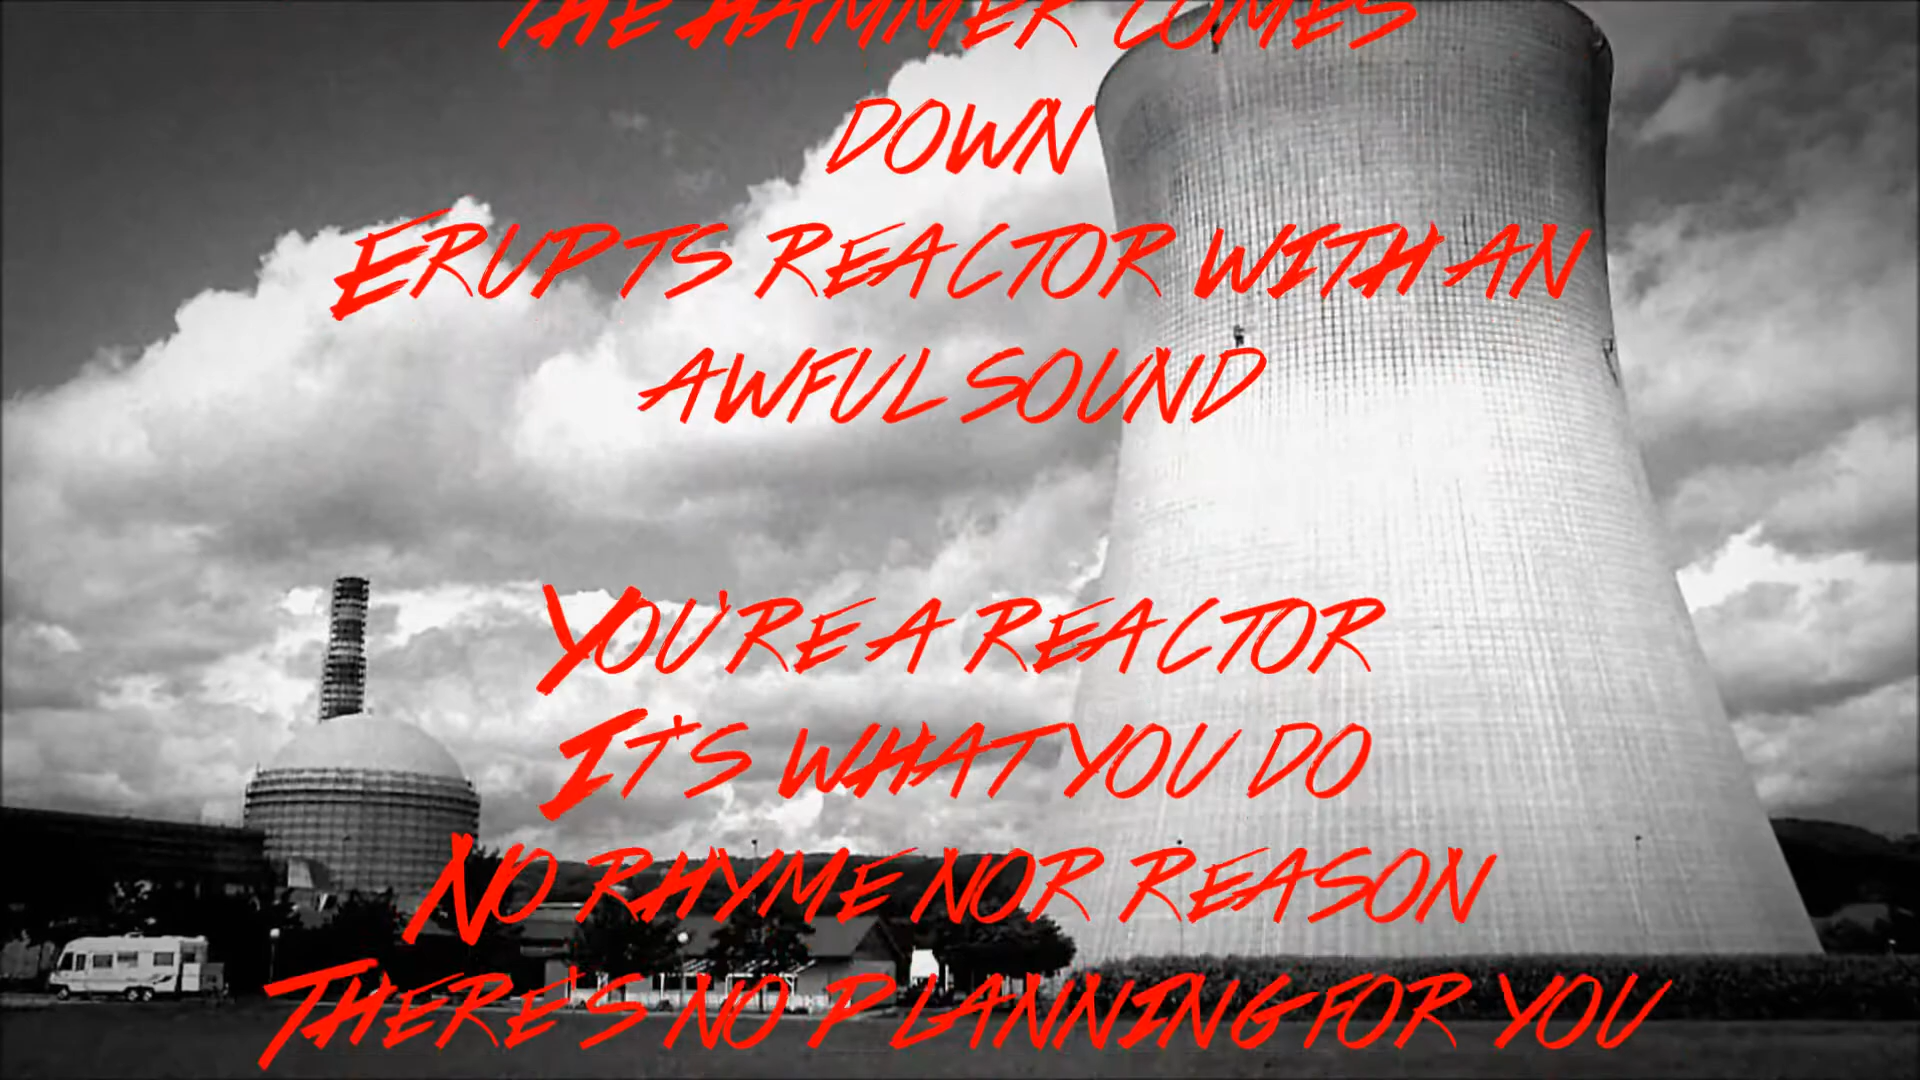 THE HAMMER COMES
DOWN
ERUPTS REACTOR WITH AN
AWFUL SOUND
YOU'RE A REACTOR
IT'S WHAT YOU DO
NO RHYME NOR REASON
THERE'S NO PLANNING FOR YOU